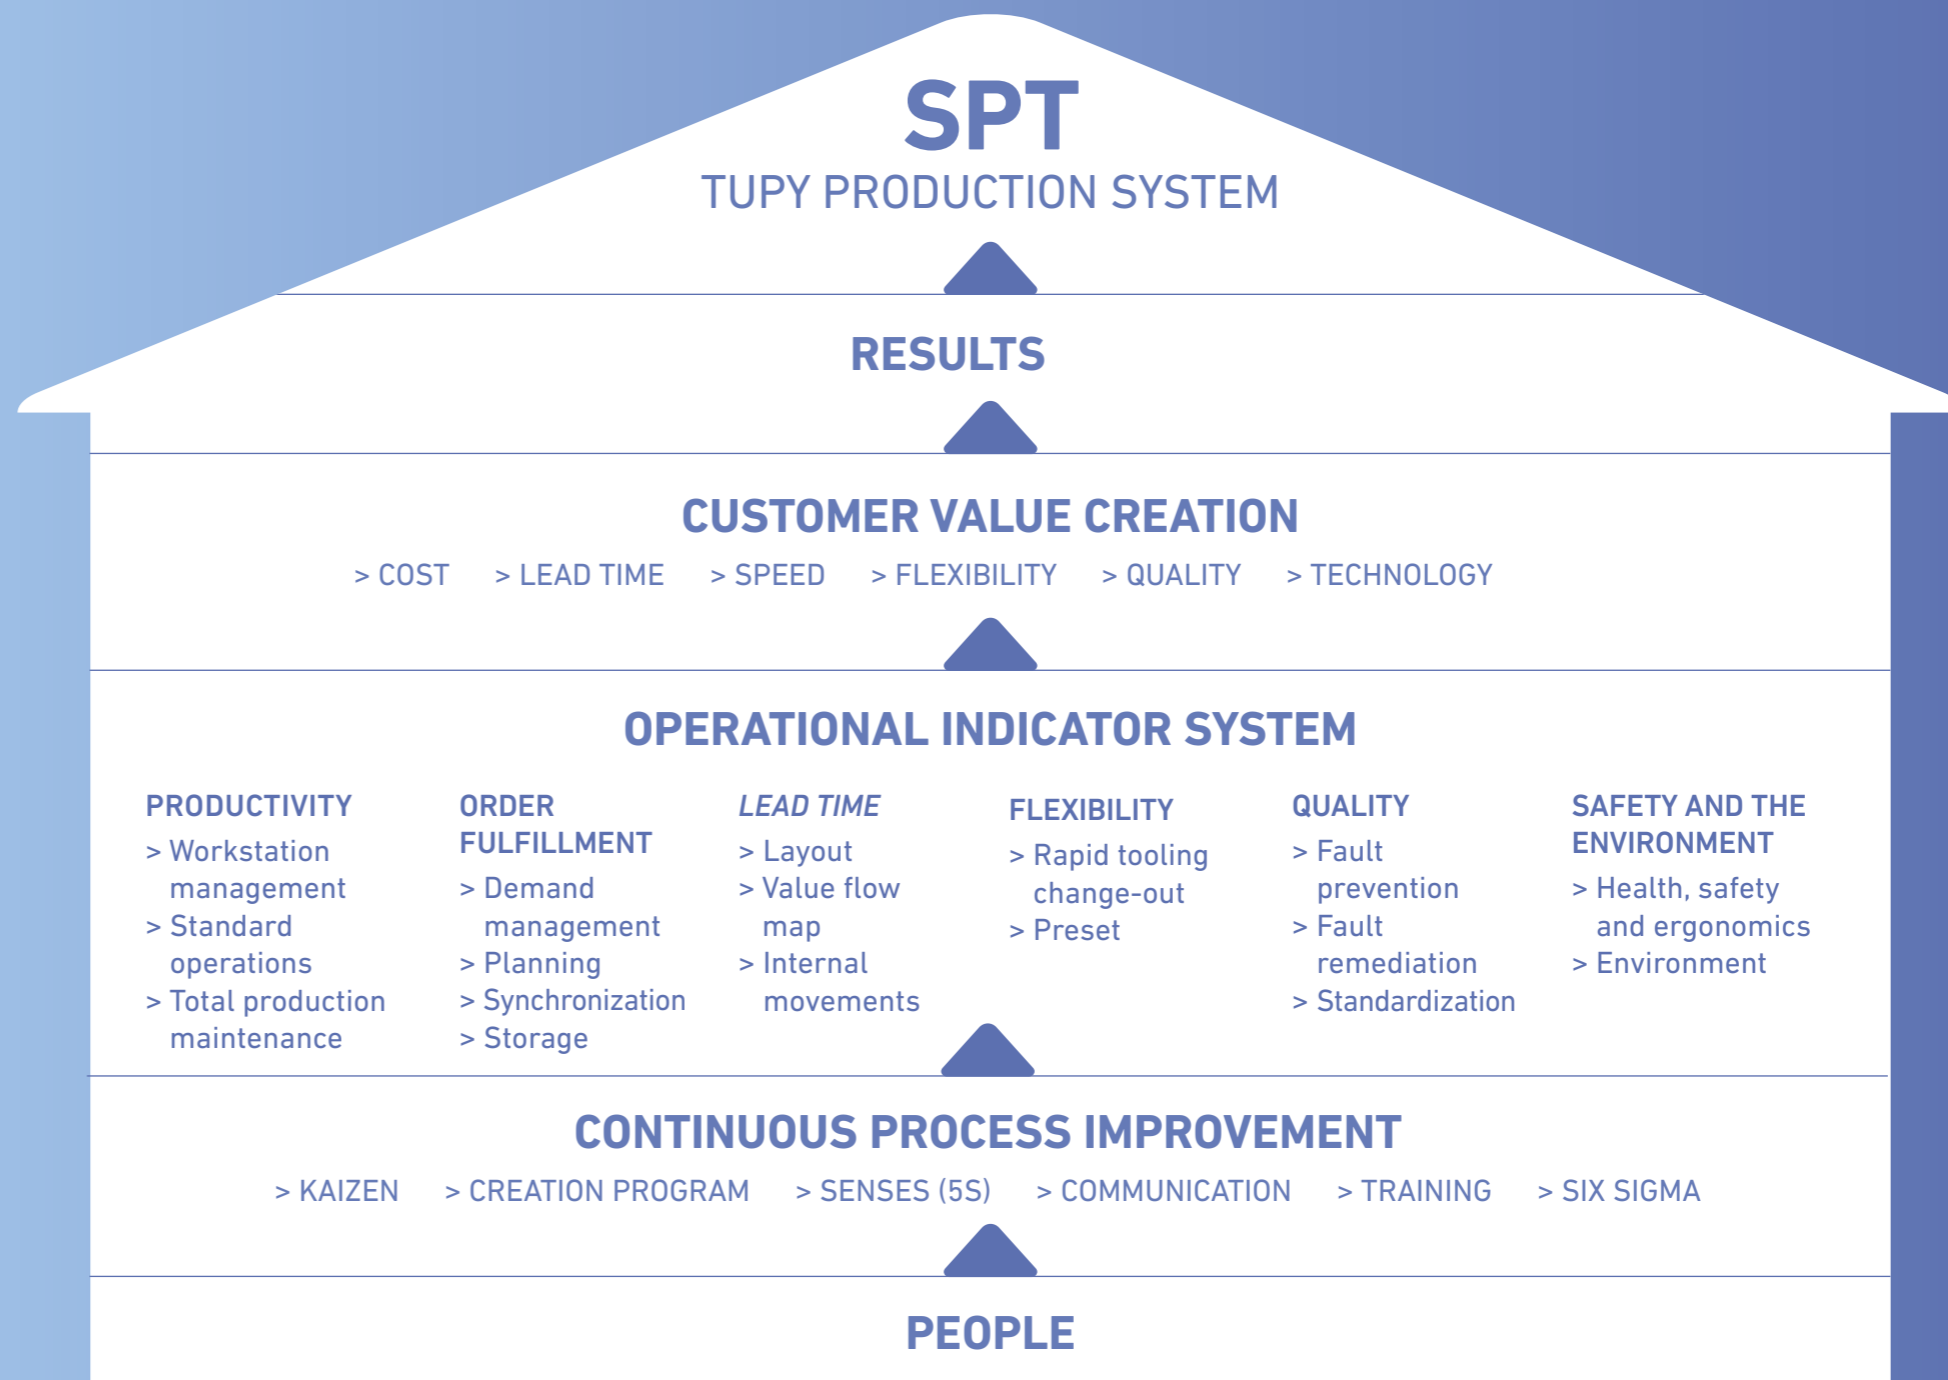 SPT
TUPY PRODUCTION SYSTEM
RESULTS
CUSTOMER VALUE CREATION
> COST > LEAD TIME > SPEED > FLEXIBILITY > QUALITY > TECHNOLOGY
OPERATIONAL INDICATOR SYSTEM
PRODUCTIVITY
> Workstation
management
> Standard
operations
> Total production
maintenance
ORDER
FULFILLMENT
> Demand
management
> Planning
> Synchronization
> Storage
LEAD TIME
> Layout
> Value flow
map
> Internal
movements
FLEXIBILITY
> Rapid tooling
change-out
> Preset
QUALITY
> Fault
prevention
> Fault
remediation
> Standardization
SAFETY AND THE
ENVIRONMENT
> Health, safety
and ergonomics
> Environment
CONTINUOUS PROCESS IMPROVEMENT
> KAIZEN > CREATION PROGRAM > SENSES (5S) > COMMUNICATION > TRAINING > SIX SIGMA
PEOPLE